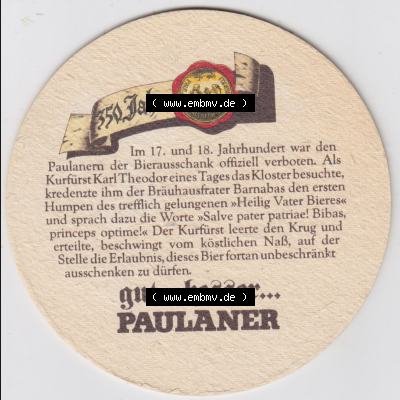 350 Jah
( www.embmv.de )
Im 17. und 18. Jahrhundert war den
Paulanern der Bierausschank offiziell verboten. Als
Kurfürst Karl Theodor eines Tages das Kloster besuchte,
kredenzte ihm der Bräuhausfrater Barnabas den ersten
Humpen des trefflich gelungenen »Heilig Vater Bieres«
und sprach dazu die Worte »Salve pater patriae! Bibas,
princeps optime!« Der Kurfürst leerte den Krug und
erteilte, beschwingt vom köstlichen Naß, auf der
Stelle die Erlaubnis, dieses Bier fortan unbeschränkt
ausschenken zu dürfen.
( www.embmv.de )
PAULANER
( www.embmv.de )